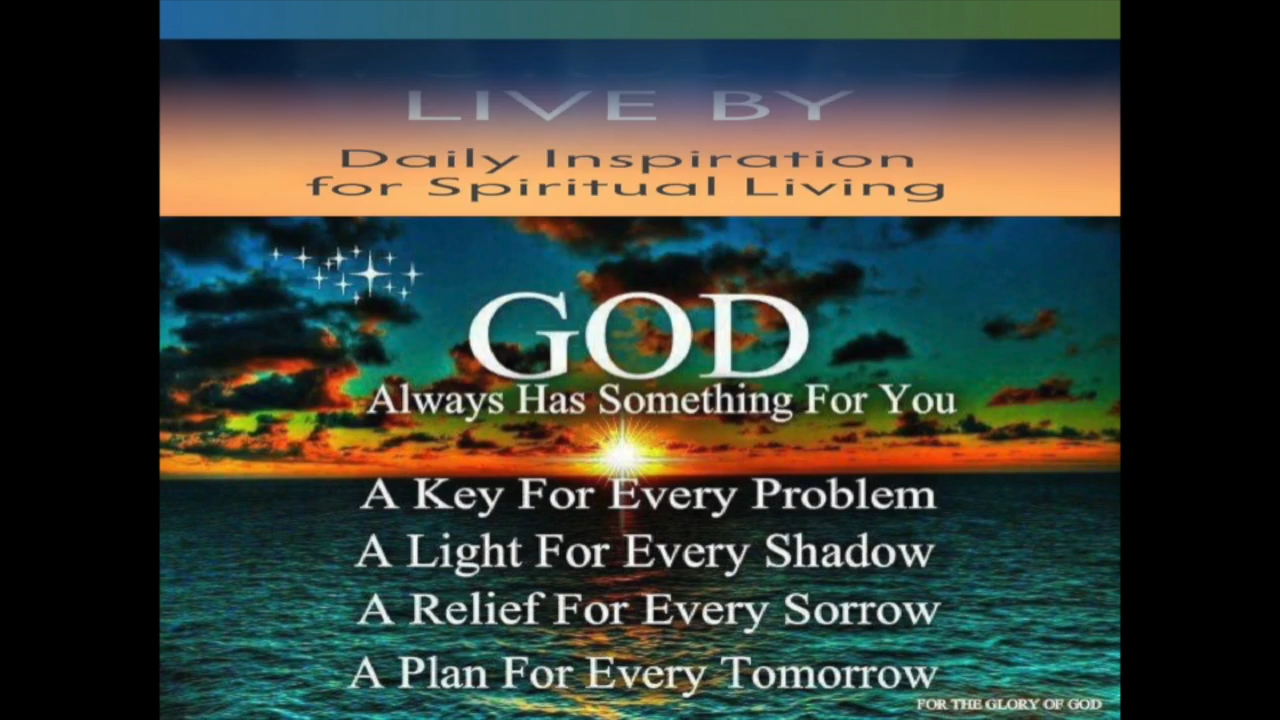 LIVE BY
Daily Inspiration
for Spiritual Living
GOD
Always Has Something For You
A Key For Every Problem
A Light For Every Shadow
A Relief For Every Sorrow
A Plan For Every Tomorrow
FOR THE GLORY OF GOD